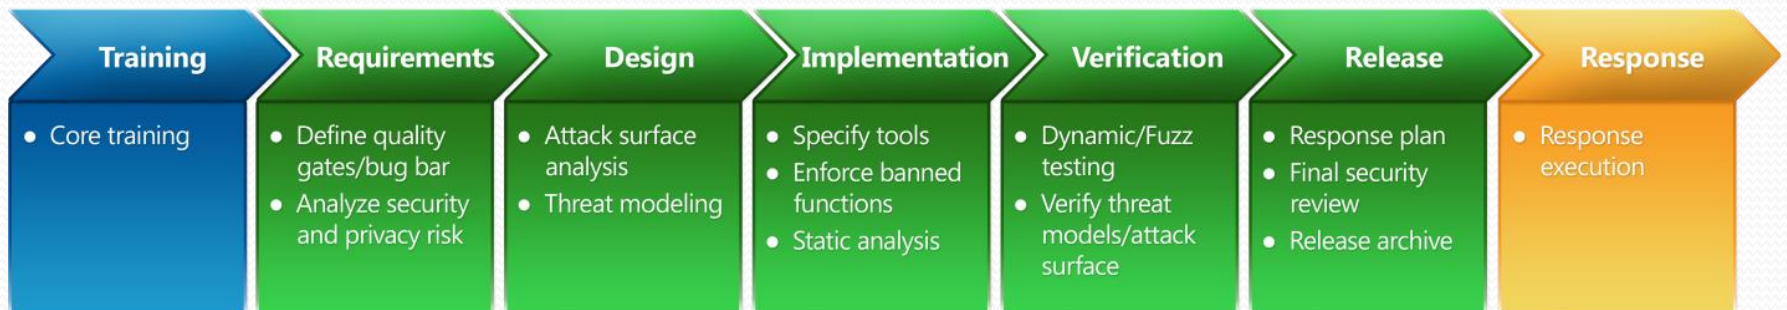 Training
● Core training
Requirements
● Define quality
gates/bug bar
● Analyze security
and privacy risk
Design
● Attack surface
analysis
● Threat modeling
Implementation
● Specify tools
● Enforce banned
functions
● Static analysis
Verification
● Dynamic/Fuzz
testing
● Verify threat
models/attack
surface
Release
● Response plan
● Final security
review
● Release archive
Response
● Response
execution